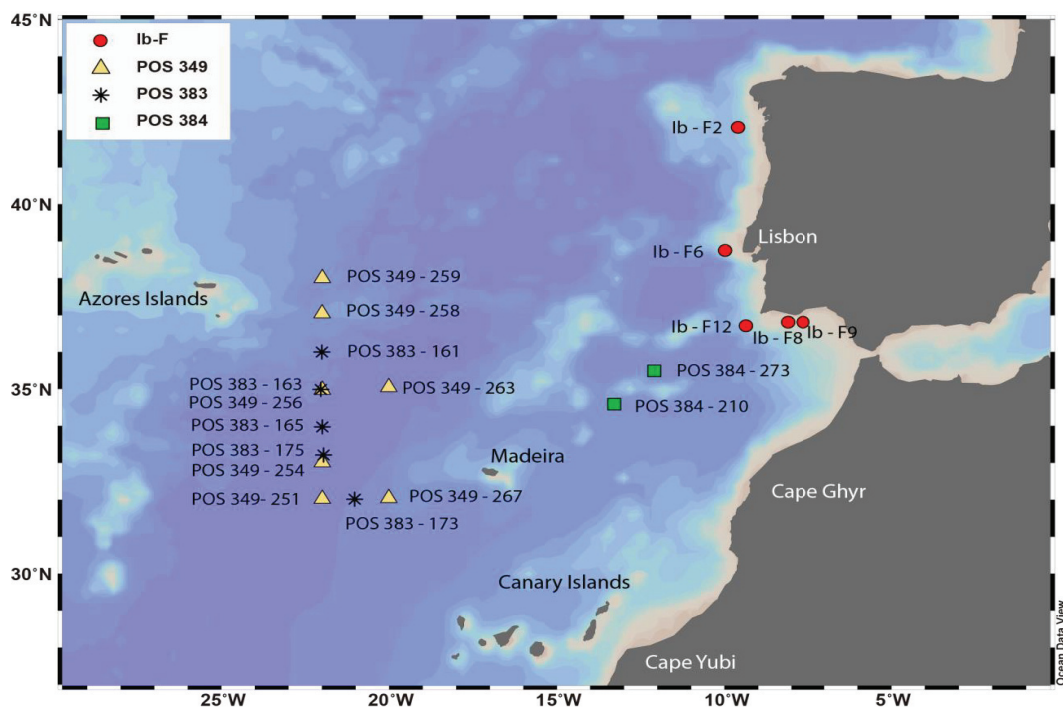 45°N
40°N
35°N
30°N
Ib-F
POS 349
POS 383
POS 384
Ib - F2
Ib - F6
Lisbon
Azores Islands
POS 349 - 259
POS 349 - 258
POS 383 - 161
Ib - F12
Ib - F8
Ib - F9
POS 384 - 273
POS 383 - 163
POS 349 - 256
POS 349 - 263
POS 384 - 210
POS 383 - 165
POS 383 - 175
POS 349 - 254
Madeira
Cape Ghyr
POS 349- 251
POS 349 - 267
POS 383 - 173
Canary Islands
Cape Yubi
Ocean Data View
25°W
20°W
15°W
10°W
5°W